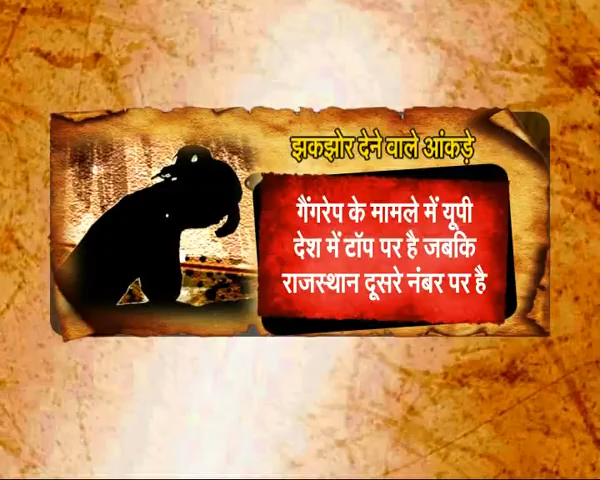 झकझोर देने वाले आंकड़े
गैंगरेप के मामले में यूपी
देश में टॉप पर है जबकि
राजस्थान दूसरे नंबर पर है